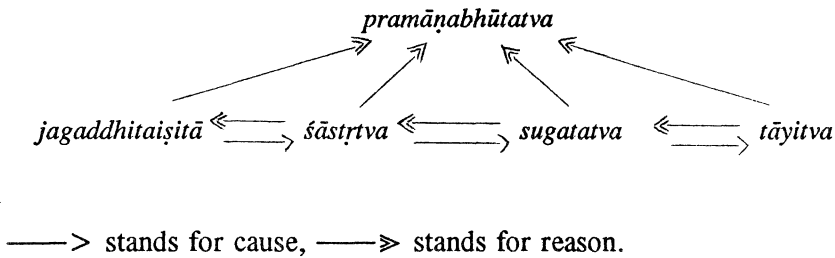 pramāṇabhūtatva
jagaddhitaiṣitā śāstṛtva sugatatva tāyitva
——> stands for cause, ——≫ stands for reason.